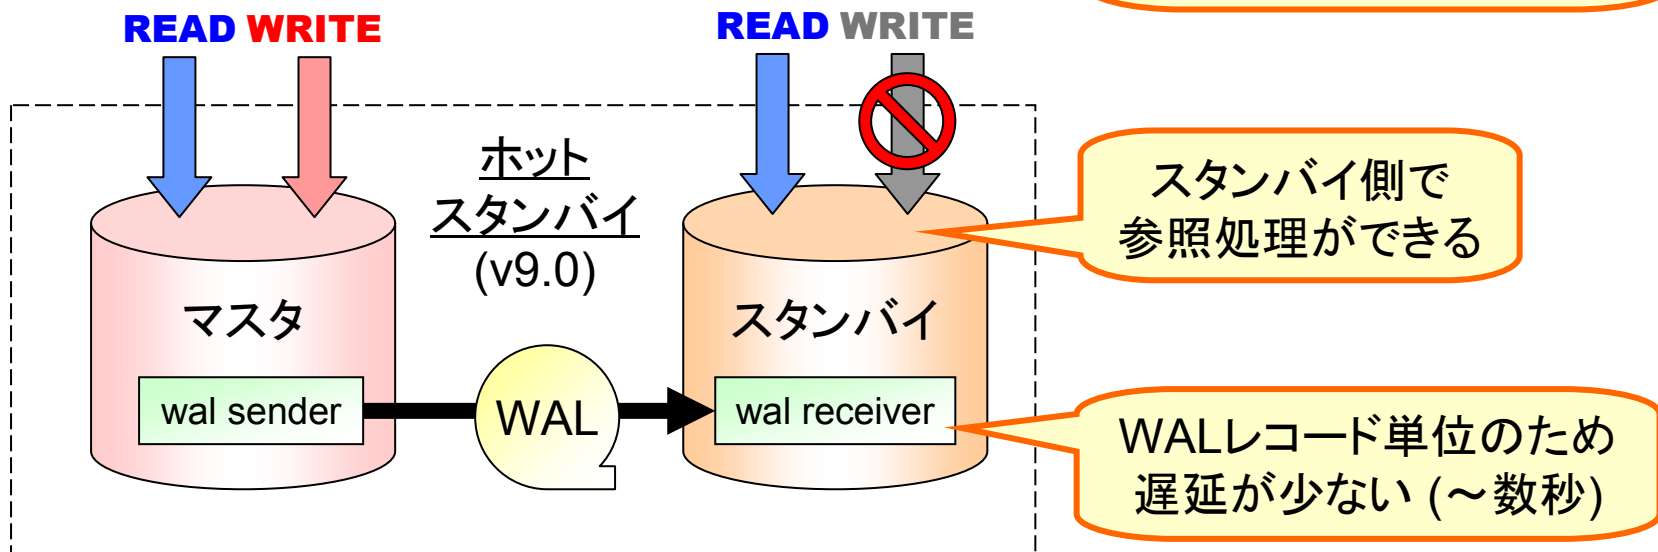 READ WRITE
READ WRITE
ホット
スタンバイ
(v9.0)
マスタ
スタンバイ
wal sender
WAL
wal receiver
スタンバイ側で
参照処理ができる
WALレコード単位のため
遅延が少ない (～数秒)